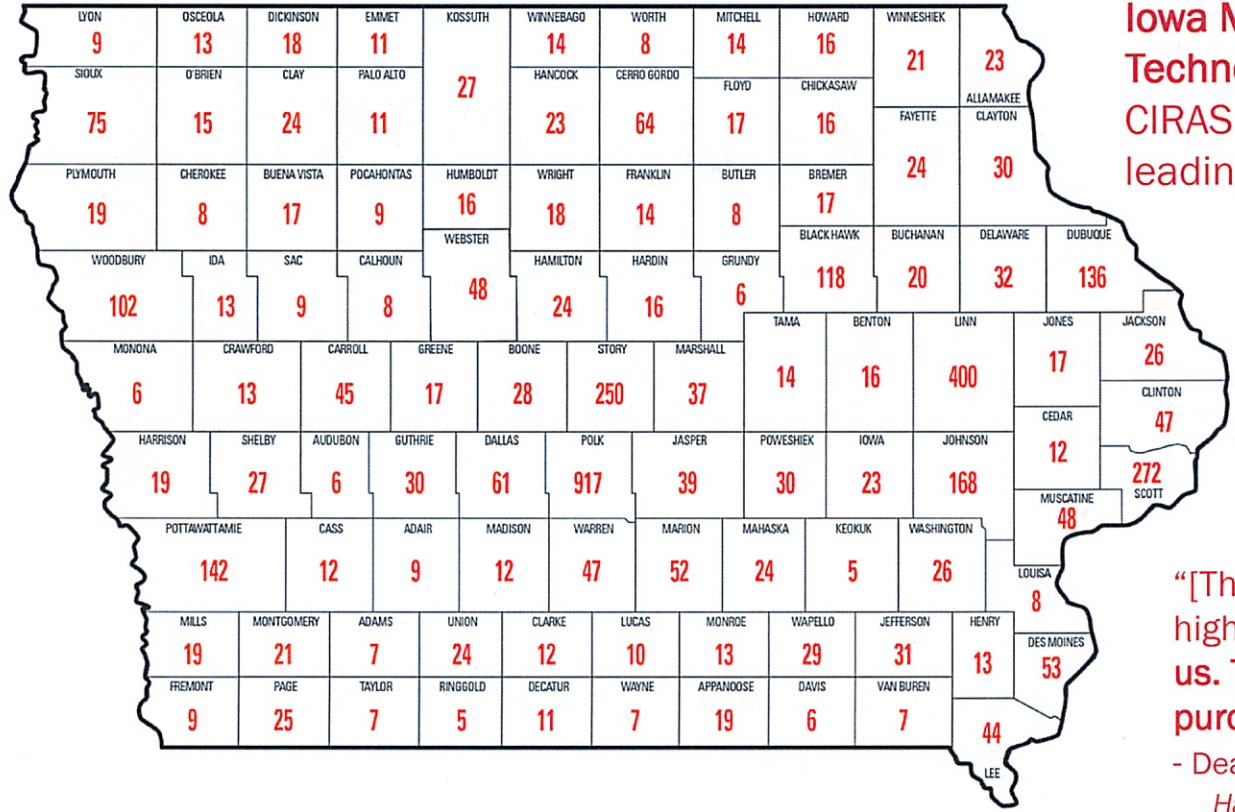 LYON OSCEOLA DICKINSON EMMET KOSSUTH WINNEBAGO WORTH MITCHELL HOWARD WINNESHIEK
9 13 18 11 27 14 8 14 16 21 23
ALLAMAKEE
SIOUX O'BRIEN CLAY PALO ALTO HANCOCK CERRO GORDO FLOYD CHICKASAW FAYETTE CLAYTON
75 15 24 11 23 64 17 16 24 30
PLYMOUTH CHEROKEE BUENA VISTA POCAHONTAS HUMBOLDT WRIGHT FRANKLIN BUTLER BREMER
19 8 17 9 16 18 14 8 17
WOODBURY IDA SAC CALHOUN WEBSTER HAMILTON HARDIN GRUNDY BLACK HAWK BUCHANAN DELAWARE DUBUQUE
102 13 9 8 48 24 16 6 118 20 32 136
MONONA CRAWFORD CARROLL GREENE BOONE STORY MARSHALL TAMA BENTON LINN JONES JACKSON
6 13 45 17 28 250 37 14 16 400 17 26
CLINTON
47
HARRISON SHELBY AUDUBON GUTHRIE DALLAS POLK JASPER POWESHIEK IOWA JOHNSON CEDAR
19 27 6 30 61 917 39 30 23 168 12 272
SCOTT
MUSCATINE
48
POTTAWATTAMIE CASS ADAIR MADISON WARREN MARION MAHASKA KEOKUK WASHINGTON
142 12 9 12 47 52 24 5 26
LOUISA
8
MILLS MONTGOMERY ADAMS UNION CLARKE LUCAS MONROE WAPELLO JEFFERSON HENRY DES MOINES
19 21 7 24 12 10 13 29 31 13 53
FREMONT PAGE TAYLOR RINGGOLD DECATUR WAYNE APPANOOSE DAVIS VAN BUREN
9 25 7 5 11 7 19 6 7 44
LEE
Iowa
CIRAS
"[Th
high
us.
- Dea